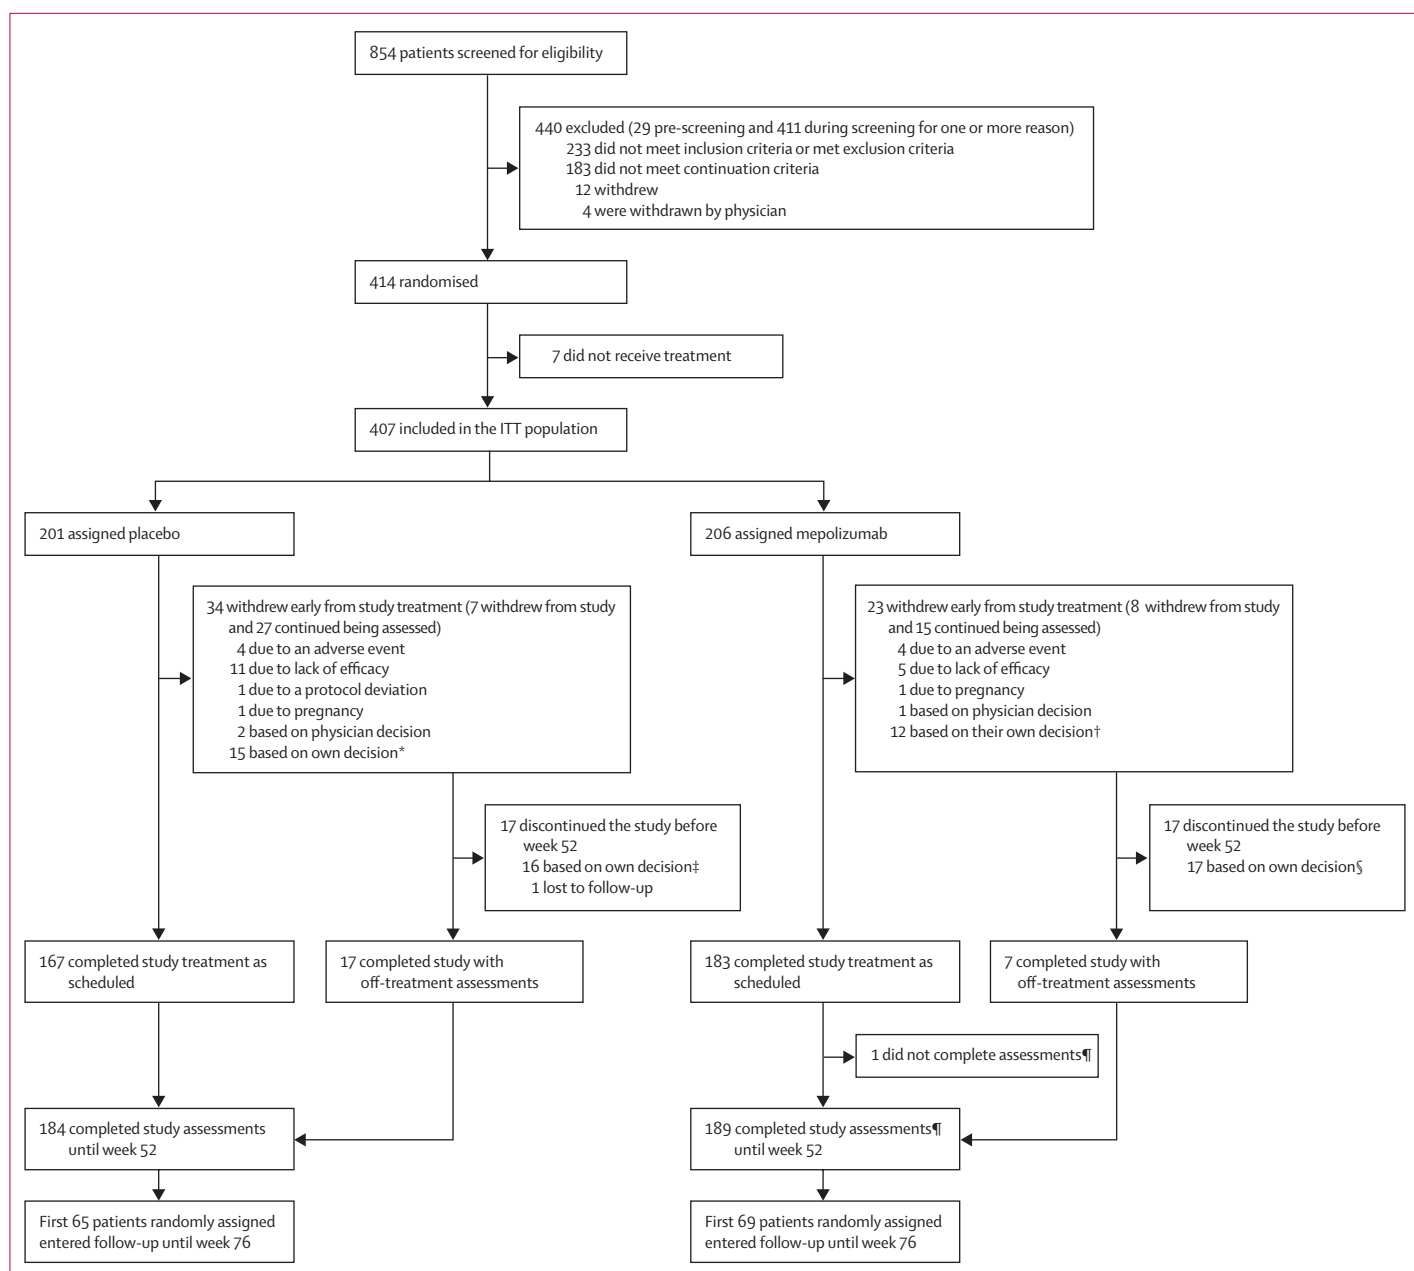 854 patients screened for eligibility
440 excluded (29 pre-screening and 411 during screening for one or more reason)
233 did not meet inclusion criteria or met exclusion criteria
183 did not meet continuation criteria
12 withdrew
4 were withdrawn by physician
414 randomised
7 did not receive treatment
407 included in the ITT population
201 assigned placebo
206 assigned mepolizumab
34 withdrew early from study treatment (7 withdrew from study
and 27 continued being assessed)
4 due to an adverse event
11 due to lack of efficacy
1 due to a protocol deviation
1 due to pregnancy
2 based on physician decision
15 based on own decision*
23 withdrew early from study treatment (8 withdrew from study
and 15 continued being assessed)
4 due to an adverse event
5 due to lack of efficacy
1 due to pregnancy
1 based on physician decision
12 based on their own decision†
17 discontinued the study before
week 52
16 based on own decision‡
1 lost to follow-up
17 discontinued the study before
week 52
17 based on own decision§
167 completed study treatment as
scheduled
17 completed study with
off-treatment assessments
183 completed study treatment as
scheduled
7 completed study with
off-treatment assessments
1 did not complete assessments¶
184 completed study assessments
until week 52
189 completed study assessments¶
until week 52
First 65 patients randomly assigned
entered follow-up until week 76
First 69 patients randomly assigned
entered follow-up until week 76